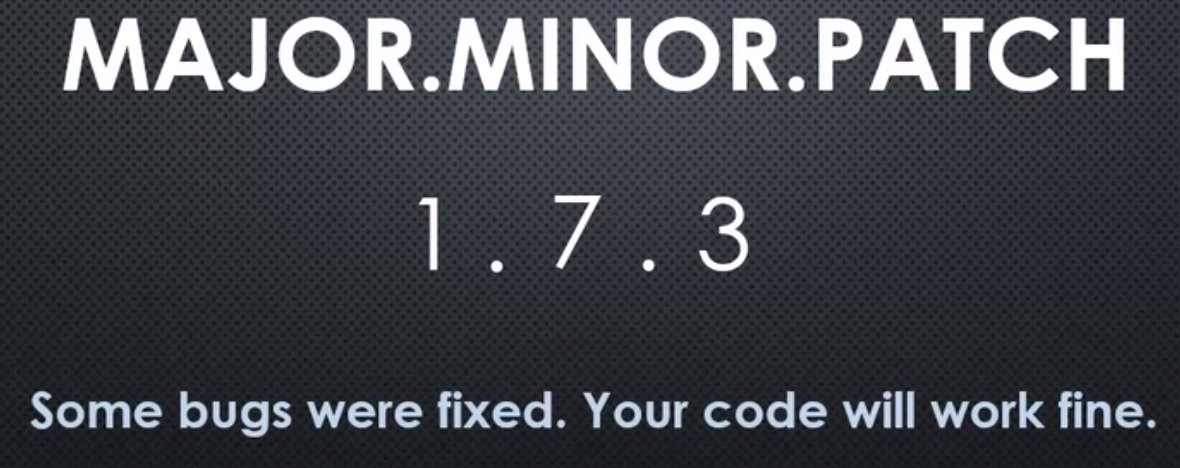 MAJOR.MINOR.PATCH
1 . 7 . 3
Some bugs were fixed. Your code will work fine.